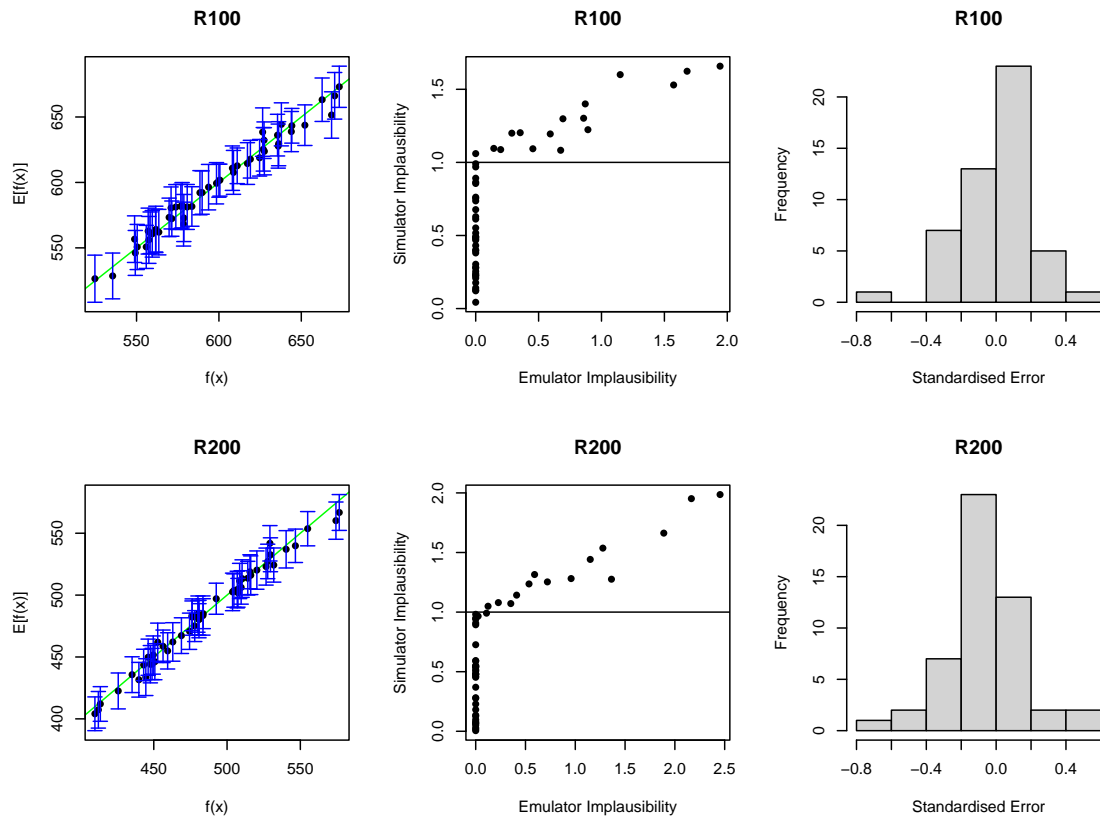 R100
E[f(x)]
650
600
550
550 600 650
f(x)
R100
Simulator Implausibility
1.5
1.0
0.5
0.0
0.0 0.5 1.0 1.5 2.0
Emulator Implausibility
R100
Frequency
20
15
10
5
0
−0.8 −0.4 0.0 0.4
Standardised Error
R200
E[f(x)]
550
500
450
400
450 500 550
f(x)
R200
Simulator Implausibility
2.0
1.5
1.0
0.5
0.0
0.0 0.5 1.0 1.5 2.0 2.5
Emulator Implausibility
R200
Frequency
20
15
10
5
0
−0.8 −0.4 0.0 0.4
Standardised Error